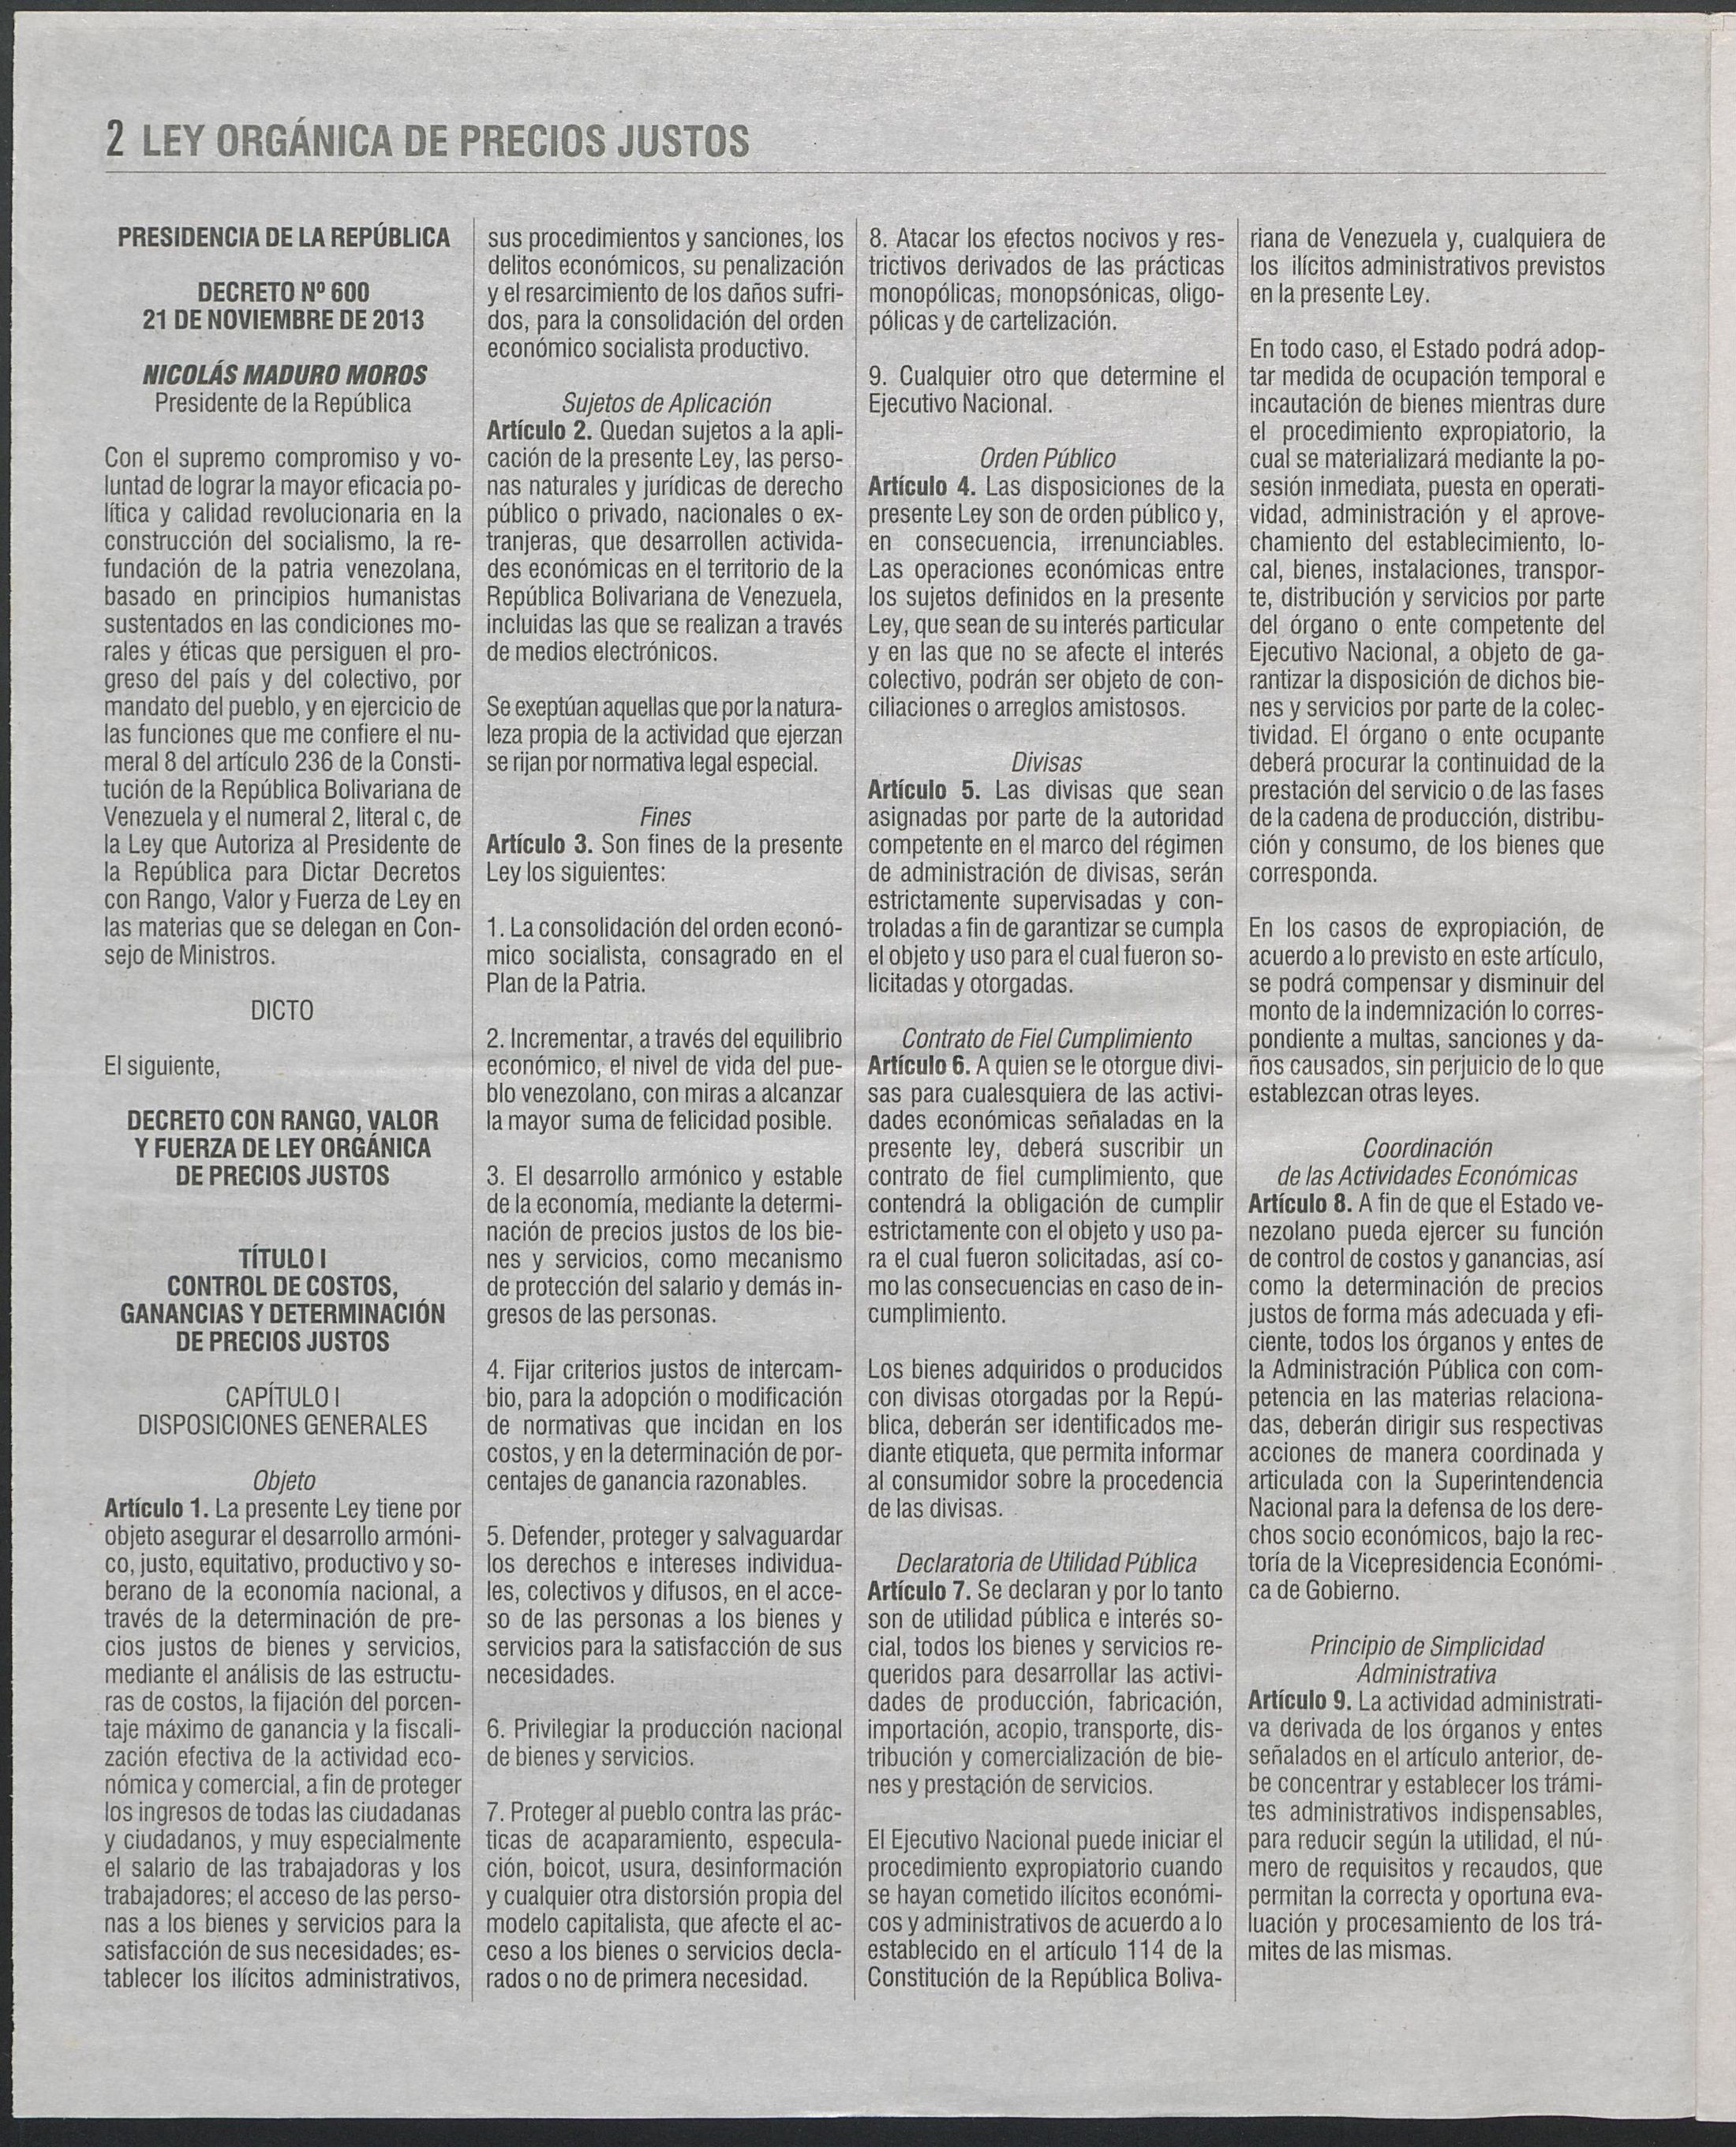 2 LEY ORGÁNICA DE PRECIOS JUSTOS
PRESIDENCIA DE LA REPÚBLICA
DECRETO Nº 600
21 DE NOVIEMBRE DE 2013
NICOLÁS MADURO MOROS
Presidente de la República
Con el supremo compromiso y vo-
luntad de lograr la mayor eficacia po-
lítica y calidad revolucionaria en la
construcción del socialismo, la re-
fundación de la patria venezolana,
basado en principios humanistas
sustentados en las condiciones mo-
rales y éticas que persiguen el pro-
greso del país y del colectivo, por
mandato del pueblo, y en ejercicio de
las funciones que me confiere el nu-
meral 8 del artículo 236 de la Consti-
tución de la República Bolivariana de
Venezuela y el numeral 2, literal c, de
la Ley que Autoriza al Presidente de
la República para Dictar Decretos
con Rango, Valor y Fuerza de Ley en
las materias que se delegan en Con-
sejo de Ministros.
DICTO
El siguiente,
DECRETO CON RANGO, VALOR
Y FUERZA DE LEY ORGÁNICA
DE PRECIOS JUSTOS
TÍTULO I
CONTROL DE COSTOS,
GANANCIAS Y DETERMINACIÓN
DE PRECIOS JUSTOS
CAPÍTULO I
DISPOSICIONES GENERALES
Objeto
Artículo 1. La presente Ley tiene por
objeto asegurar el desarrollo armóni-
co, justo, equitativo, productivo y so-
berano de la economía nacional, a
través de la determinación de pre-
cios justos de bienes y servicios,
mediante el análisis de las estructu-
ras de costos, la fijación del porcen-
taje máximo de ganancia y la fiscali-
zación efectiva de la actividad eco-
nómica y comercial, a fin de proteger
los ingresos de todas las ciudadanas
y ciudadanos, y muy especialmente
el salario de las trabajadoras y los
trabajadores; el acceso de las perso-
nas a los bienes y servicios para la
satisfacción de sus necesidades; es-
tablecer los ilícitos administrativos,
sus procedimientos y sanciones, los
delitos económicos, su penalización
y el resarcimiento de los daños sufri-
dos, para la consolidación del orden
económico socialista productivo.
Sujetos de Aplicación
Artículo 2. Quedan sujetos a la apli-
cación de la presente Ley, las perso-
nas naturales y jurídicas de derecho
público o privado, nacionales o ex-
tranjeras, que desarrollen activida-
des económicas en el territorio de la
República Bolivariana de Venezuela,
incluidas las que se realizan a través
de medios electrónicos.
Se exeptúan aquellas que por la natura-
leza propia de la actividad que ejerzan
se rijan por normativa legal especial.
Fines
Artículo 3. Son fines de la presente
Ley los siguientes:
1. La consolidación del orden econó-
mico socialista, consagrado en el
Plan de la Patria.
2. Incrementar, a través del equilibrio
económico, el nivel de vida del pue-
blo venezolano, con miras a alcanzar
la mayor suma de felicidad posible.
3. El desarrollo armónico y estable
de la economía, mediante la determi-
nación de precios justos de los bie-
nes y servicios, como mecanismo
de protección del salario y demás in-
gresos de las personas.
4. Fijar criterios justos de intercam-
bio, para la adopción o modificación
de normativas que incidan en los
costos, y en la determinación de por-
centajes de ganancia razonables.
5. Defender, proteger y salvaguardar
los derechos e intereses individua-
les, colectivos y difusos, en el acce-
so de las personas a los bienes y
servicios para la satisfacción de sus
necesidades.
6. Privilegiar la producción nacional
de bienes y servicios.
7. Proteger al pueblo contra las prác-
ticas de acaparamiento, especula-
ción, boicot, usura, desinformación
y cualquier otra distorsión propia del
modelo capitalista, que afecte el ac-
ceso a los bienes o servicios decla-
rados o no de primera necesidad.
8. Atacar los efectos nocivos y res-
trictivos derivados de las prácticas
monopólicas, monopsónicas, oligo-
pólicas y de cartelización.
9. Cualquier otro que determine el
Ejecutivo Nacional.
Orden Público
Artículo 4. Las disposiciones de la
presente Ley son de orden público y,
en consecuencia, irrenunciables.
Las operaciones económicas entre
los sujetos definidos en la presente
Ley, que sean de su interés particular
y en las que no se afecte el interés
colectivo, podrán ser objeto de con-
ciliaciones o arreglos amistosos.
Divisas
Artículo 5. Las divisas que sean
asignadas por parte de la autoridad
competente en el marco del régimen
de administración de divisas, serán
estrictamente supervisadas y con-
troladas a fin de garantizar se cumpla
el objeto y uso para el cual fueron so-
licitadas y otorgadas.
Contrato de Fiel Cumplimiento
Artículo 6. A quien se le otorgue divi-
sas para cualesquiera de las activi-
dades económicas señaladas en la
presente ley, deberá suscribir un
contrato de fiel cumplimiento, que
contendrá la obligación de cumplir
estrictamente con el objeto y uso pa-
ra el cual fueron solicitadas, así co-
mo las consecuencias en caso de in-
cumplimiento.
Los bienes adquiridos o producidos
con divisas otorgadas por la Repú-
blica, deberán ser identificados me-
diante etiqueta, que permita informar
al consumidor sobre la procedencia
de las divisas.
Declaratoria de Utilidad Pública
Artículo 7. Se declaran y por lo tanto
son de utilidad pública e interés so-
cial, todos los bienes y servicios re-
queridos para desarrollar las activi-
dades de producción, fabricación,
importación, acopio, transporte, dis-
tribución y comercialización de bie-
nes y prestación de servicios.
El Ejecutivo Nacional puede iniciar el
procedimiento expropiatorio cuando
se hayan cometido ilícitos económi-
cos y administrativos de acuerdo a lo
establecido en el artículo 114 de la
Constitución de la República Boliva-
riana de Venezuela y, cualquiera de
los ilícitos administrativos previstos
en la presente Ley.
En todo caso, el Estado podrá adop-
tar medida de ocupación temporal e
incautación de bienes mientras dure
el procedimiento expropiatorio, la
cual se materializará mediante la po-
sesión inmediata, puesta en operati-
vidad, administración y el aprove-
chamiento del establecimiento, lo-
cal, bienes, instalaciones, transpor-
te, distribución y servicios por parte
del órgano o ente competente del
Ejecutivo Nacional, a objeto de ga-
rantizar la disposición de dichos bie-
nes y servicios por parte de la colec-
tividad. El órgano o ente ocupante
deberá procurar la continuidad de la
prestación del servicio o de las fases
de la cadena de producción, distribu-
ción y consumo, de los bienes que
corresponda.
En los casos de expropiación, de
acuerdo a lo previsto en este artículo,
se podrá compensar y disminuir del
monto de la indemnización lo corres-
pondiente a multas, sanciones y da-
ños causados, sin perjuicio de lo que
establezcan otras leyes.
Coordinación
de las Actividades Económicas
Artículo 8. A fin de que el Estado ve-
nezolano pueda ejercer su función
de control de costos y ganancias, así
como la determinación de precios
justos de forma más adecuada y efi-
ciente, todos los órganos y entes de
la Administración Pública con com-
petencia en las materias relaciona-
das, deberán dirigir sus respectivas
acciones de manera coordinada y
articulada con la Superintendencia
Nacional para la defensa de los dere-
chos socio económicos, bajo la rec-
toría de la Vicepresidencia Económi-
ca de Gobierno.
Principio de Simplicidad
Administrativa
Artículo 9. La actividad administrati-
va derivada de los órganos y entes
señalados en el artículo anterior, de-
be concentrar y establecer los trámi-
tes administrativos indispensables,
para reducir según la utilidad, el nú-
mero de requisitos y recaudos, que
permitan la correcta y oportuna eva-
luación y procesamiento de los trá-
mites de las mismas.